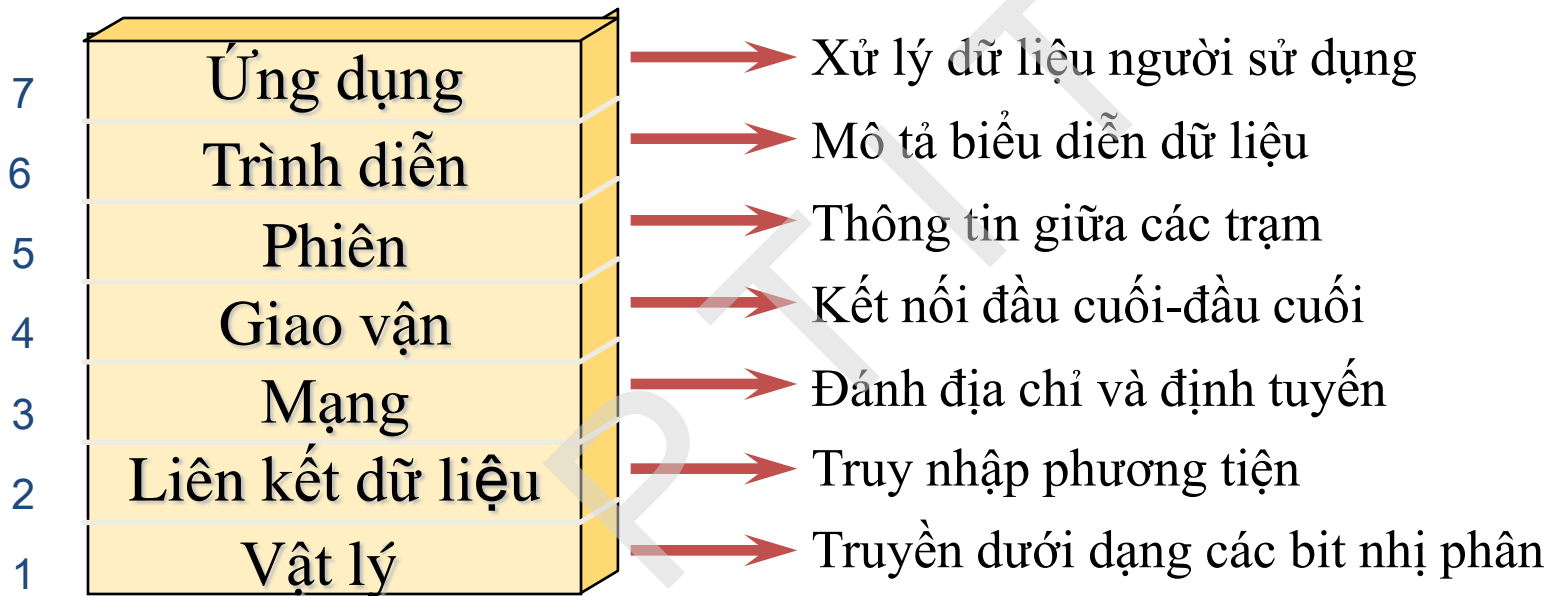 7 Ứng dụng Xử lý dữ liệu người sử dụng
6 Trình diễn Mô tả biểu diễn dữ liệu
5 Phiên Thông tin giữa các trạm
4 Giao vận Kết nối đầu cuối-đầu cuối
3 Mạng Đánh địa chỉ và định tuyến
2 Liên kết dữ liệu Truy nhập phương tiện
1 Vật lý Truyền dưới dạng các bit nhị phân
PTIT